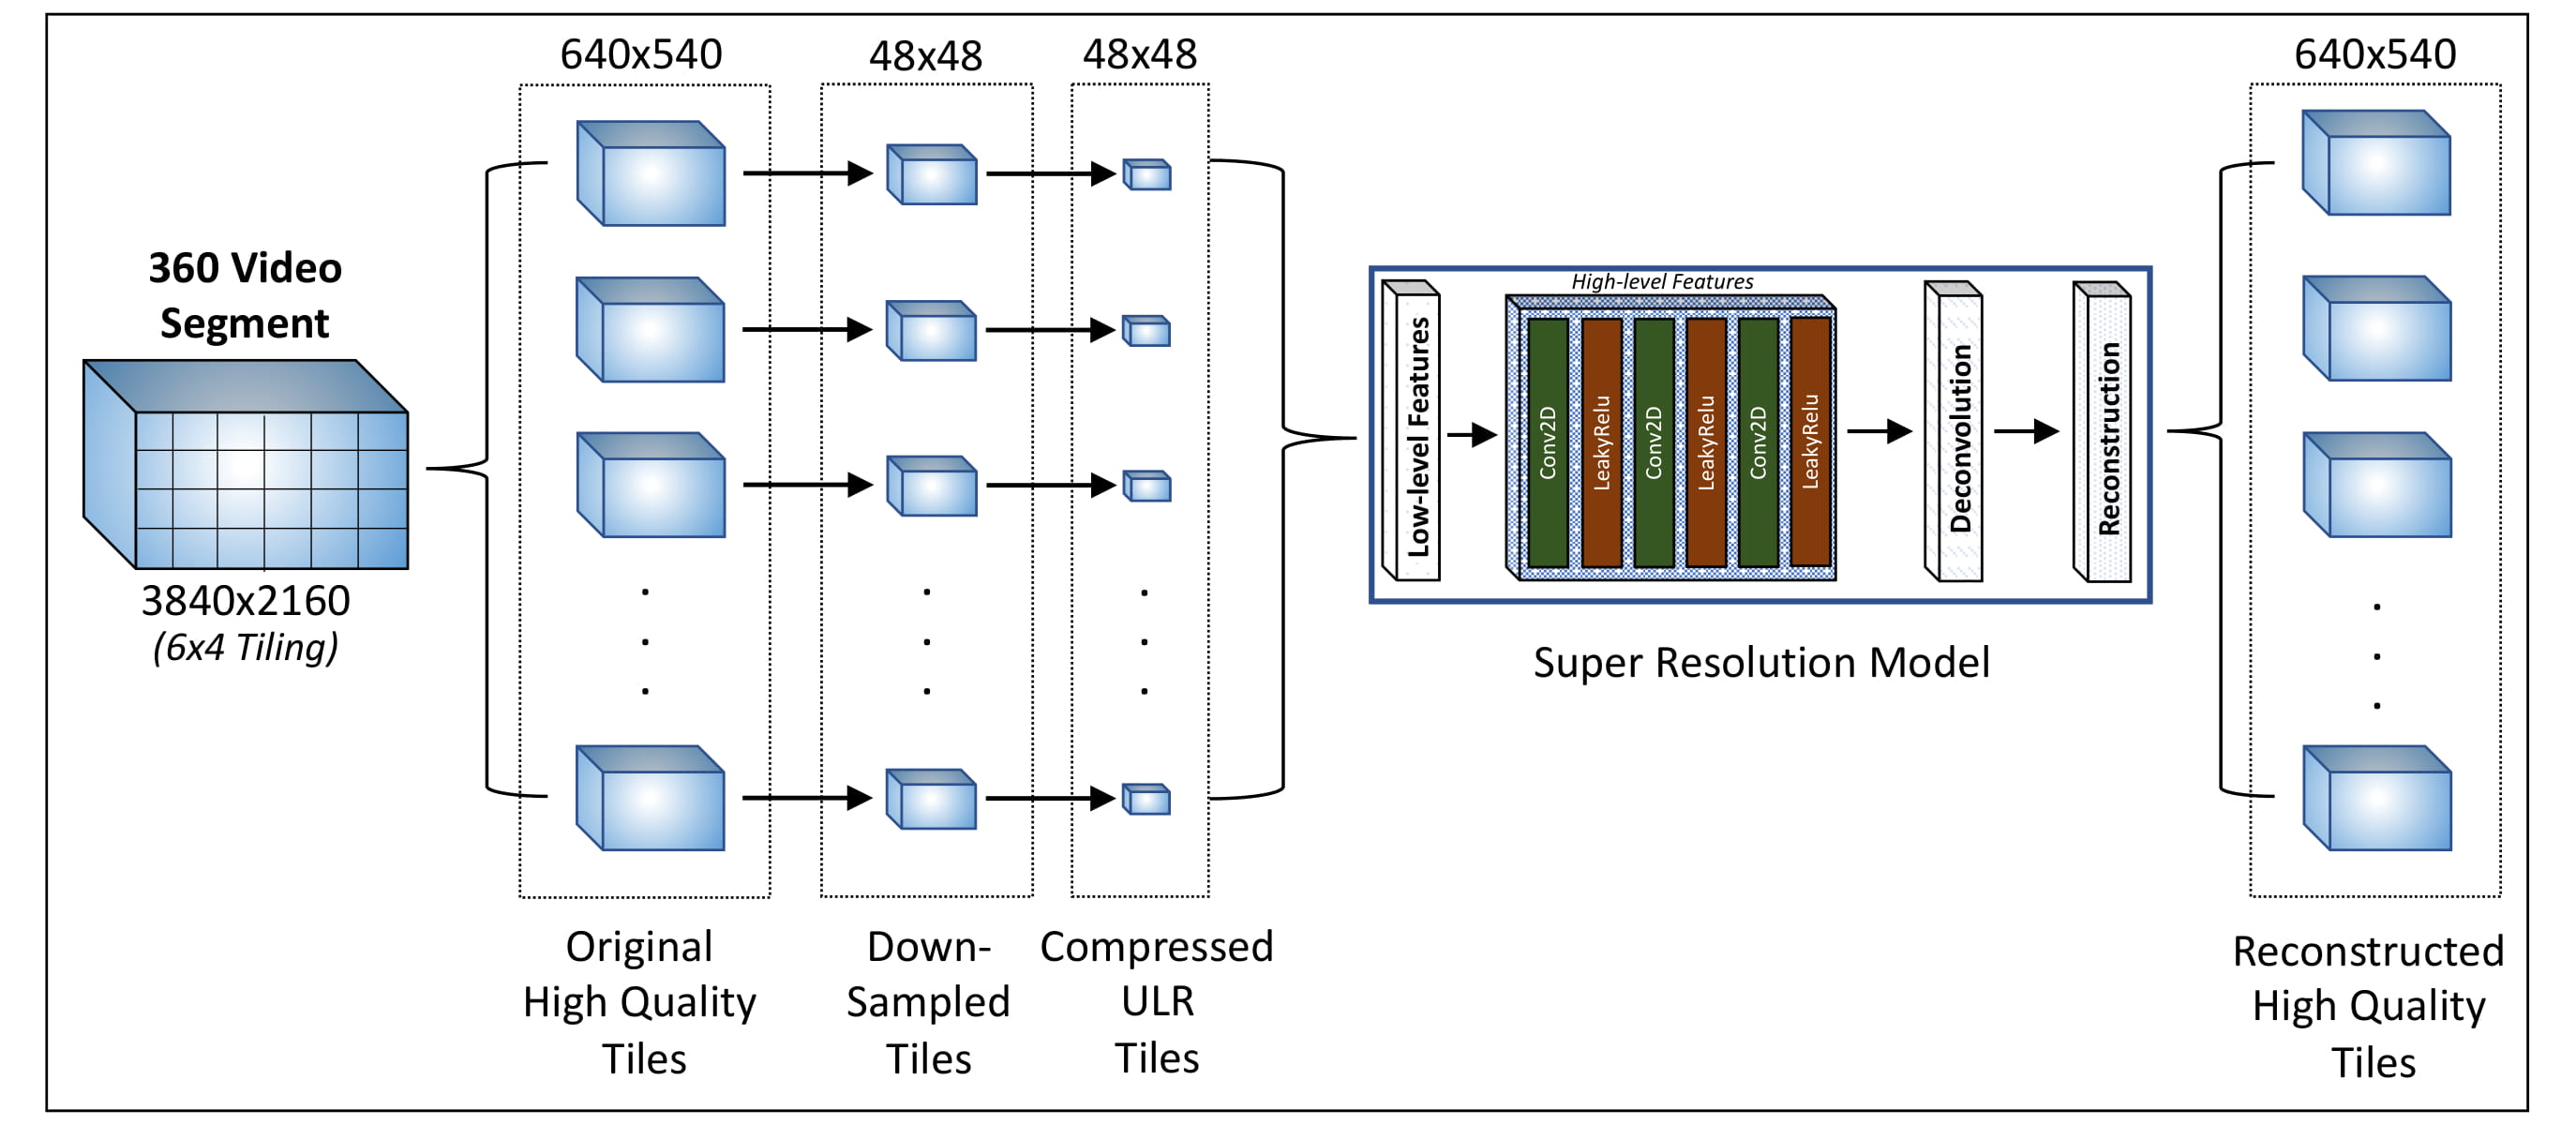 640x540
48x48
48x48
640x540
360 Video
Segment
3840x2160
(6x4 Tiling)
High-level Features
Low-level Features
Conv2D
LeakyRelu
Conv2D
LeakyRelu
Conv2D
LeakyRelu
Deconvolution
Reconstruction
Super Resolution Model
Original
High Quality
Tiles
Down-
Sampled
Tiles
Compressed
ULR
Tiles
Reconstructed
High Quality
Tiles